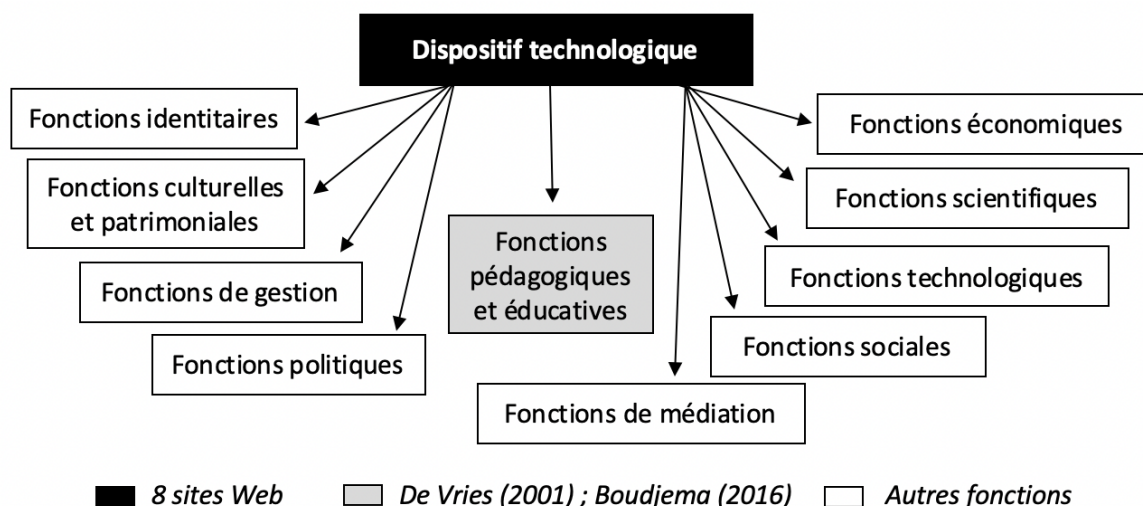 Dispositif technologique
Fonctions identitaires
Fonctions culturelles
et patrimoniales
Fonctions de gestion
Fonctions politiques
Fonctions
pédagogiques
et éducatives
Fonctions de médiation
Fonctions économiques
Fonctions scientifiques
Fonctions technologiques
Fonctions sociales
8 sites Web De Vries (2001) ; Boudjema (2016) Autres fonctions